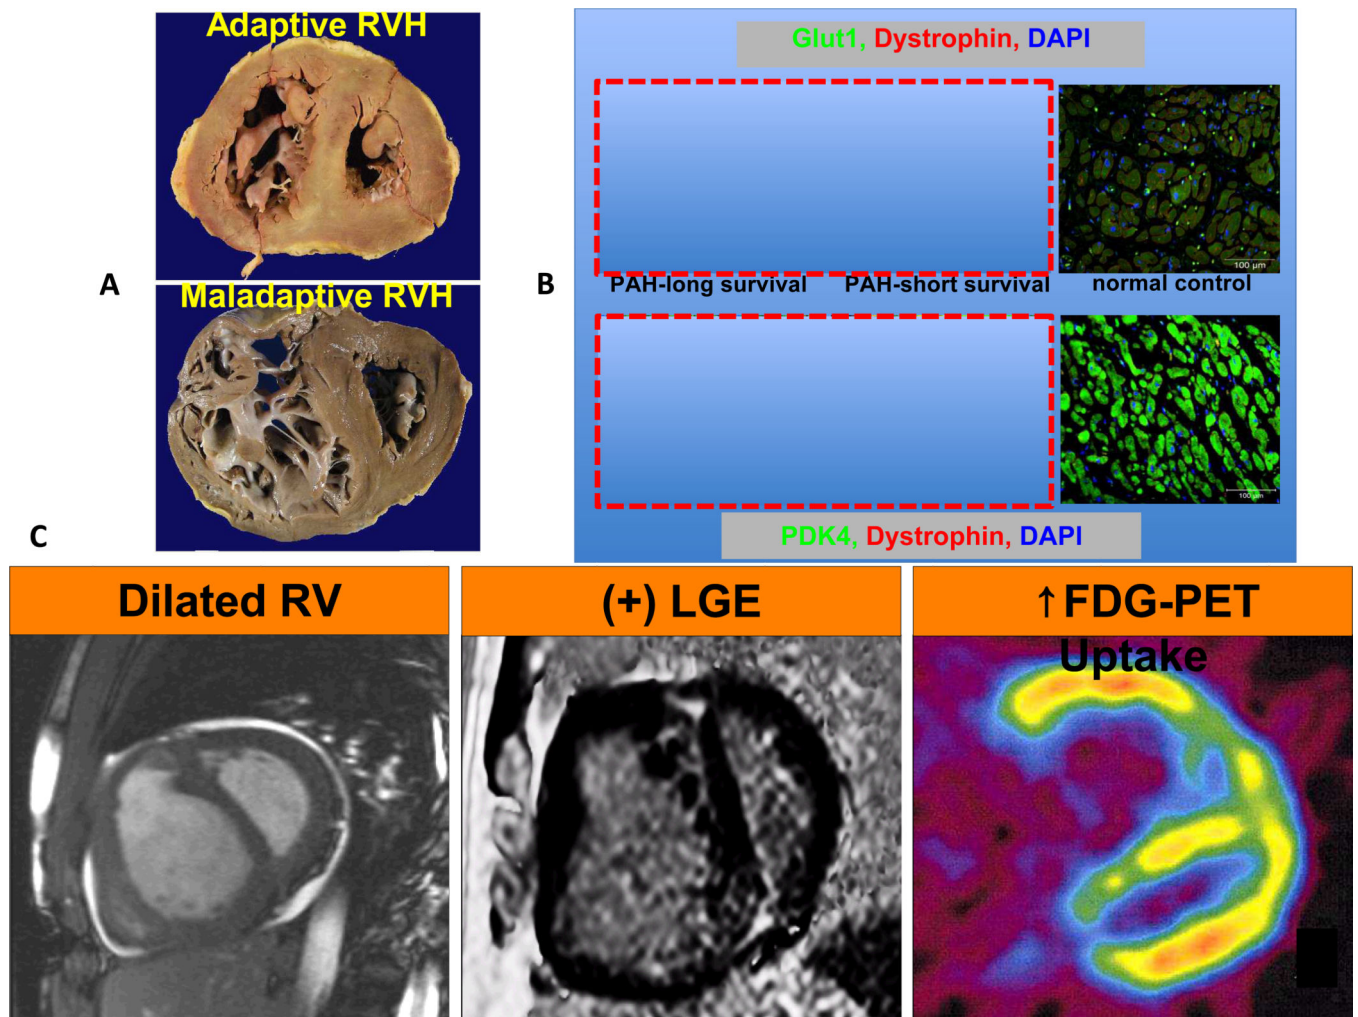 Adaptive RVH
A
Maladaptive RVH
Glut1, Dystrophin, DAPI
100 µm
B
PAH-long survival PAH-short survival normal control
100 µm
PDK4, Dystrophin, DAPI
C
Dilated RV
(+) LGE
↑FDG-PET
Uptake